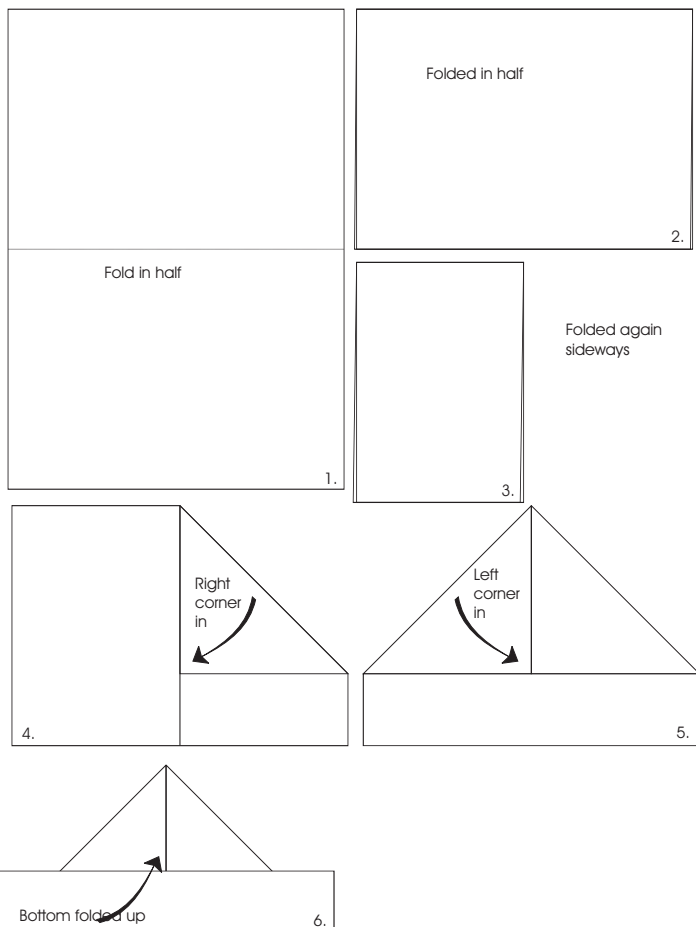 Fold in half
1.
Folded in half
2.
Folded again
sideways
3.
Right
corner
in
4.
Left
corner
in
5.
Bottom folded up
6.